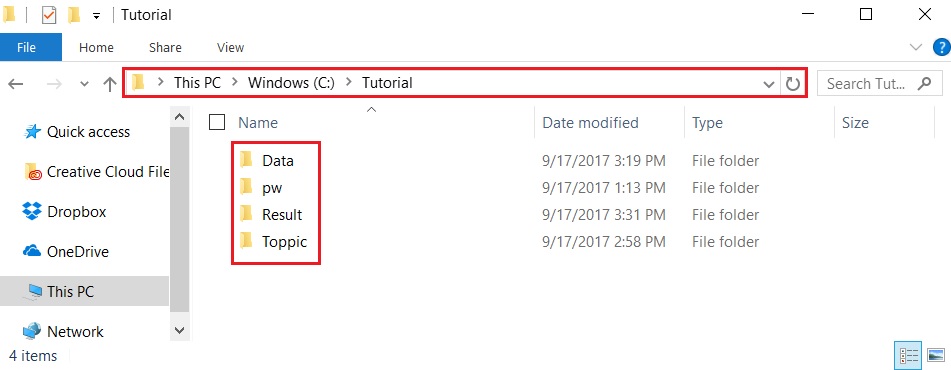 Tutorial
File Home Share View
This PC Windows (C:) Tutorial Search Tut...
Name Date modified Type Size
Quick access
Creative Cloud File
Dropbox
OneDrive
This PC
Network
Data 9/17/2017 3:19 PM File folder
pw 9/17/2017 1:13 PM File folder
Result 9/17/2017 3:31 PM File folder
Toppic 9/17/2017 2:58 PM File folder
4 items